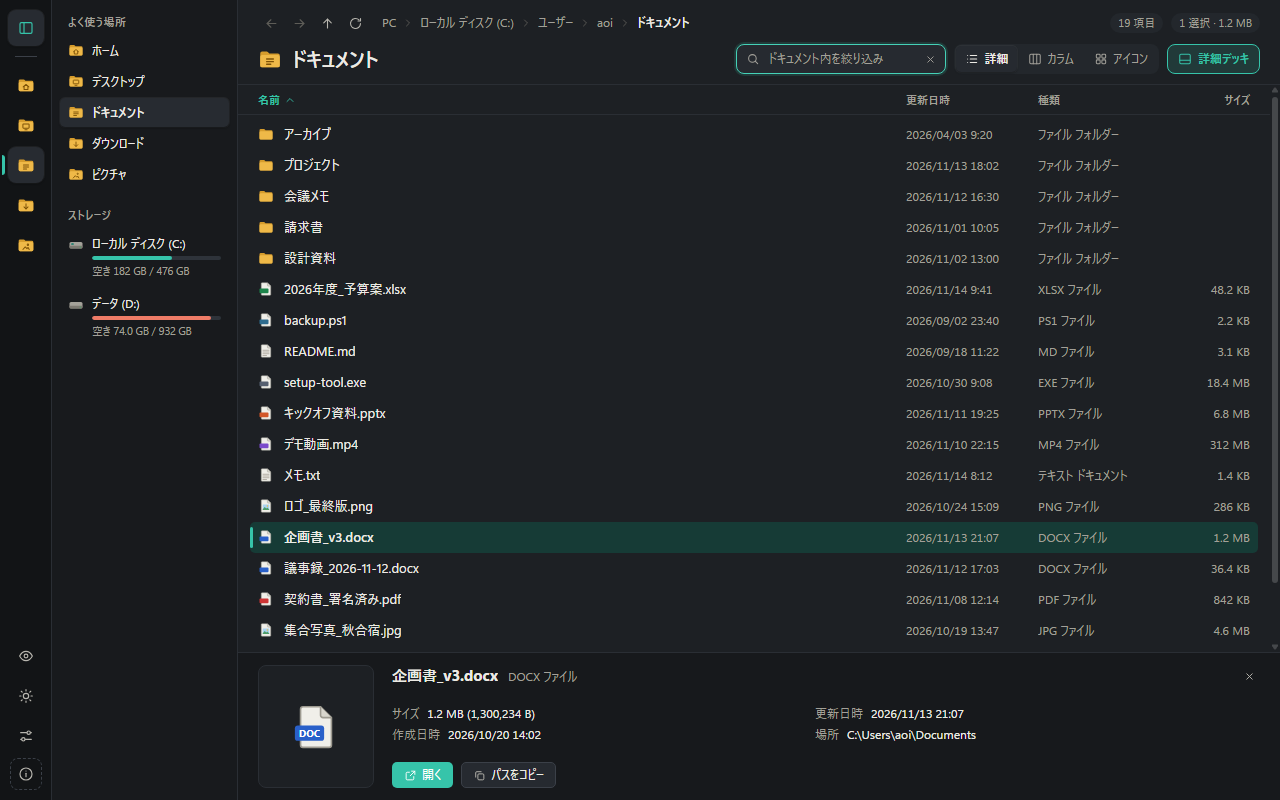 よく使う場所
ホーム
デスクトップ
ドキュメント
ダウンロード
ピクチャ
ストレージ
ローカル ディスク (C:)
空き 182 GB / 476 GB
データ (D:)
空き 74.0 GB / 932 GB
PC ローカル ディスク (C:) ユーザー aoi ドキュメント
19 項目 1 選択 · 1.2 MB
ドキュメント
ドキュメント内を絞り込み
詳細 カラム アイコン 詳細デッキ
名前 更新日時 種類 サイズ
アーカイブ 2026/04/03 9:20 ファイル フォルダー
プロジェクト 2026/11/13 18:02 ファイル フォルダー
会議メモ 2026/11/12 16:30 ファイル フォルダー
請求書 2026/11/01 10:05 ファイル フォルダー
設計資料 2026/11/02 13:00 ファイル フォルダー
2026年度_予算案.xlsx 2026/11/14 9:41 XLSX ファイル 48.2 KB
backup.ps1 2026/09/02 23:40 PS1 ファイル 2.2 KB
README.md 2026/09/18 11:22 MD ファイル 3.1 KB
setup-tool.exe 2026/10/30 9:08 EXE ファイル 18.4 MB
キックオフ資料.pptx 2026/11/11 19:25 PPTX ファイル 6.8 MB
デモ動画.mp4 2026/11/10 22:15 MP4 ファイル 312 MB
メモ.txt 2026/11/14 8:12 テキスト ドキュメント 1.4 KB
ロゴ_最終版.png 2026/10/24 15:09 PNG ファイル 286 KB
企画書_v3.docx 2026/11/13 21:07 DOCX ファイル 1.2 MB
議事録_2026-11-12.docx 2026/11/12 17:03 DOCX ファイル 36.4 KB
契約書_署名済み.pdf 2026/11/08 12:14 PDF ファイル 842 KB
集合写真_秋合宿.jpg 2026/10/19 13:47 JPG ファイル 4.6 MB
DOC
企画書_v3.docx DOCX ファイル
サイズ 1.2 MB (1,300,234 B) 更新日時 2026/11/13 21:07
作成日時 2026/10/20 14:02 場所 C:\Users\aoi\Documents
開く パスをコピー